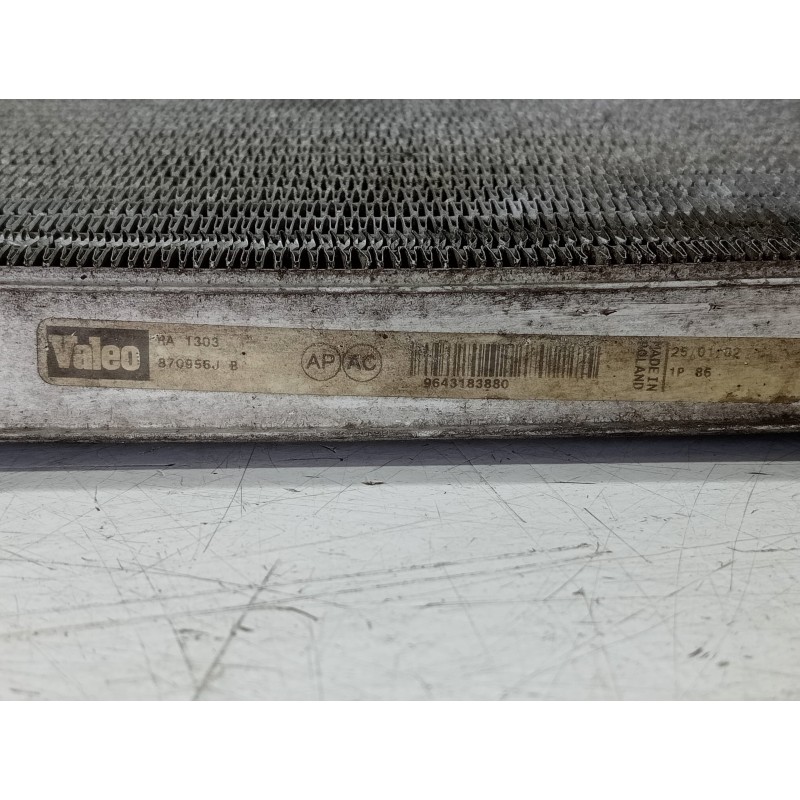 Valeo
RA 1303
870956J B
AP AC
9643183880
MADE IN
POLAND
25/01/02
1P 86